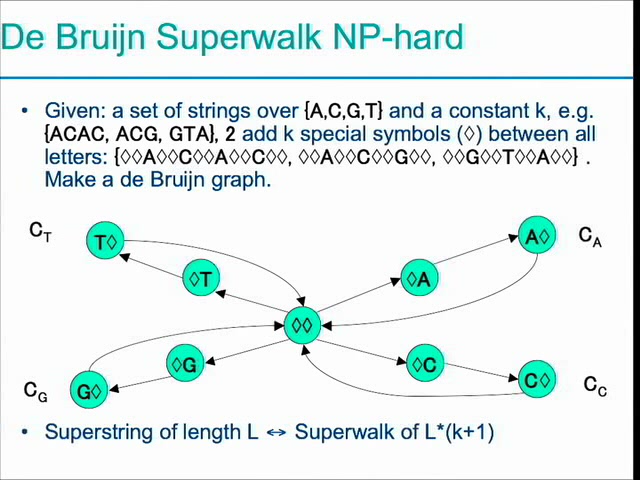 De Bruijn Superwalk NP-hard
• Given: a set of strings over {A,C,G,T} and a constant k, e.g.
{ACAC, ACG, GTA}, 2 add k special symbols (◊) between all
letters: {◊◊A◊◊C◊◊A◊◊C◊◊, ◊◊A◊◊C◊◊G◊◊, ◊◊G◊◊T◊◊A◊◊} .
Make a de Bruijn graph.
C_T
T◊
A◊
C_A
◊T
◊A
◊◊
◊G
◊C
C_G
G◊
C◊
C_C
• Superstring of length L ↔ Superwalk of L*(k+1)